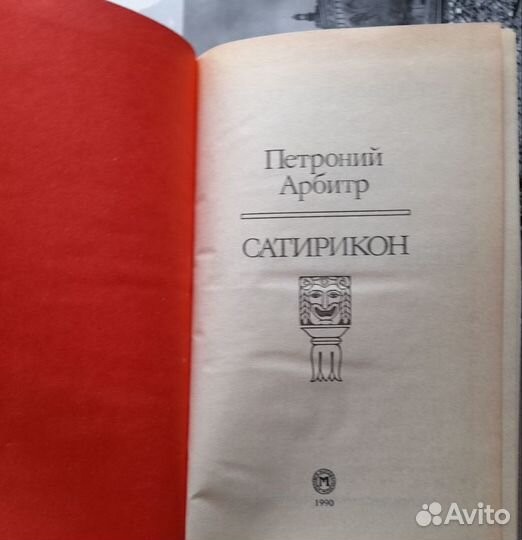 Петроний
Арбитр
САТИРИКОН
М
1990
Avito